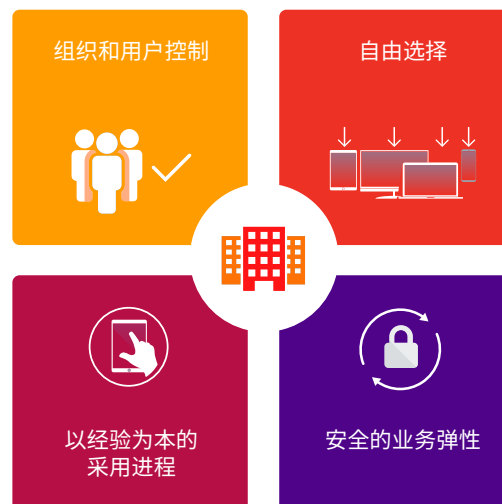 组织和用户控制
自由选择
以经验为本的
采用进程
安全的业务弹性